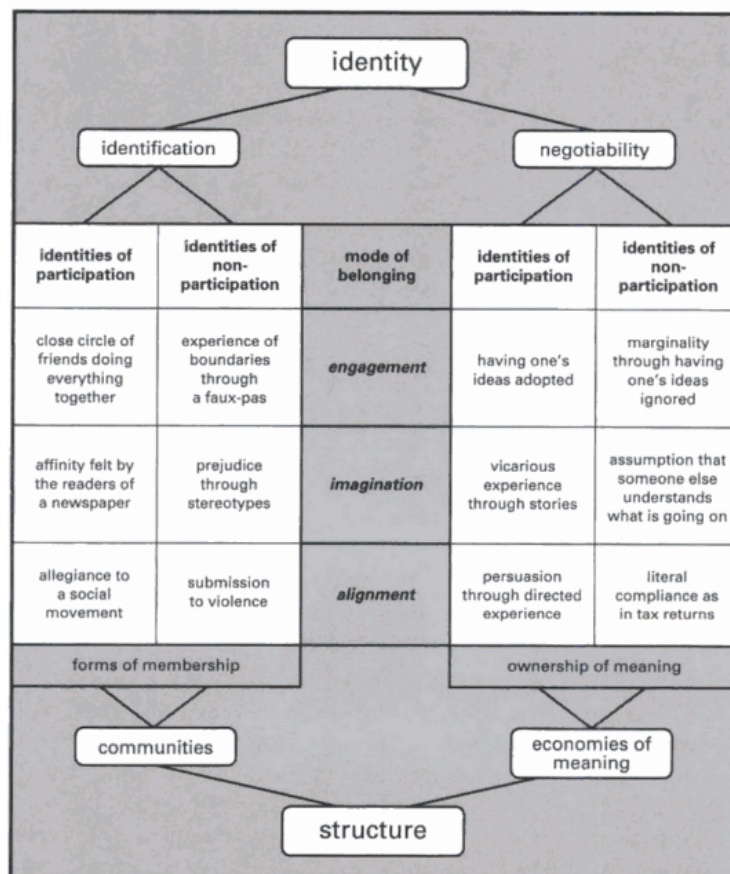 identity
identification
negotiability
identities of
participation
identities of
non-
participation
mode of
belonging
identities of
participation
identities of
non-
participation
close circle of
friends doing
everything
together
experience of
boundaries
through
a faux-pas
engagement
having one's
ideas adopted
marginality
through having
one's ideas
ignored
affinity felt by
the readers of
a newspaper
prejudice
through
stereotypes
imagination
vicarious
experience
through stories
assumption that
someone else
understands
what is going on
allegiance to
a social
movement
submission
to violence
alignment
persuasion
through directed
experience
literal
compliance as
in tax returns
forms of membership
ownership of meaning
communities
economies of
meaning
structure